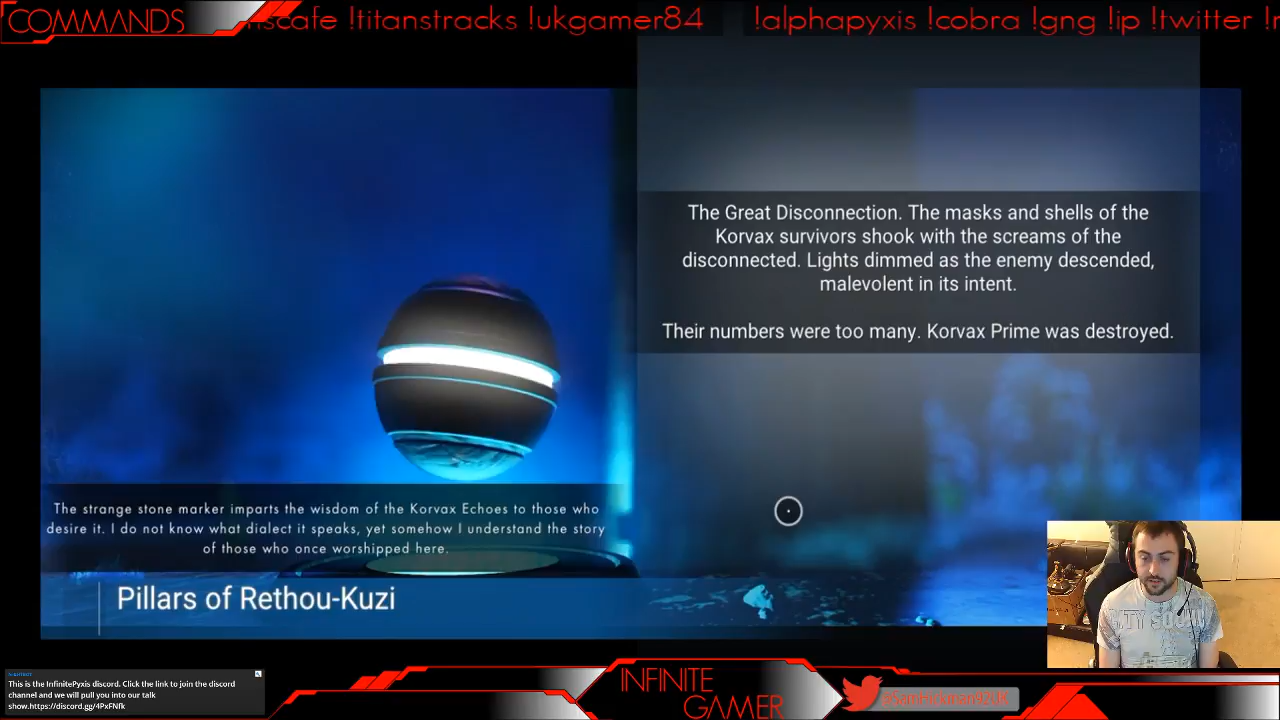 COMMANDS
nscafe !titanstracks !ukgamer84 !alphapyxis !cobra !gng !ip !twitter
The Great Disconnection. The masks and shells of the
Korvax survivors shook with the screams of the
disconnected. Lights dimmed as the enemy descended,
malevolent in its intent.
Their numbers were too many. Korvax Prime was destroyed.
The strange stone marker imparts the wisdom of the Korvax Echoes to those who
desire it. I do not know what dialect it speaks, yet somehow I understand the story
of those who once worshipped here.
Pillars of Rethou-Kuzi
This is the InfinitePyxis discord. Click the link to join the discord
channel and we will pull you into our talk
show.https://discord.gg/4PxFNfk
INFINITE
GAMER